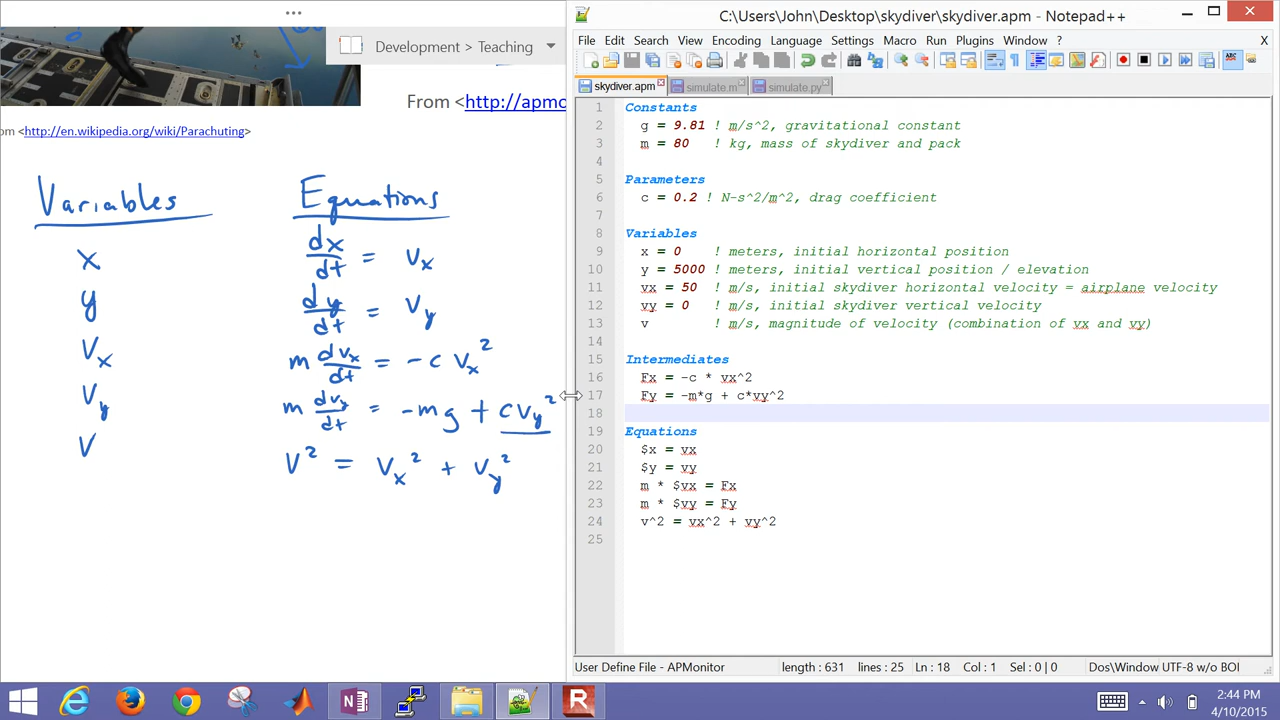 Development > Teaching
From <http://apmo
om <http://en.wikipedia.org/wiki/Parachuting>
Variables
x
y
Vx
Vy
V
Equations
dx/dt = Vx
dy/dt = Vy
m dvx/dt = -c Vx²
m dvy/dt = -mg + cVy²
V² = Vx² + Vy²
C:\Users\John\Desktop\skydiver\skydiver.apm - Notepad++
File Edit Search View Encoding Language Settings Macro Run Plugins Window ? X
skydiver.apm simulate.m simulate.py
1 Constants
2 g = 9.81 ! m/s^2, gravitational constant
3 m = 80 ! kg, mass of skydiver and pack
4
5 Parameters
6 c = 0.2 ! N-s^2/m^2, drag coefficient
7
8 Variables
9 x = 0 ! meters, initial horizontal position
10 y = 5000 ! meters, initial vertical position / elevation
11 vx = 50 ! m/s, initial skydiver horizontal velocity = airplane velocity
12 vy = 0 ! m/s, initial skydiver vertical velocity
13 v ! m/s, magnitude of velocity (combination of vx and vy)
14
15 Intermediates
16 Fx = -c * vx^2
17 Fy = -m*g + c*vy^2
18
19 Equations
20 $x = vx
21 $y = vy
22 m * $vx = Fx
23 m * $vy = Fy
24 v^2 = vx^2 + vy^2
25
User Define File - APMonitor length : 631 lines : 25 Ln : 18 Col : 1 Sel : 0 | 0 Dos\Window UTF-8 w/o BOI
2:44 PM
4/10/2015